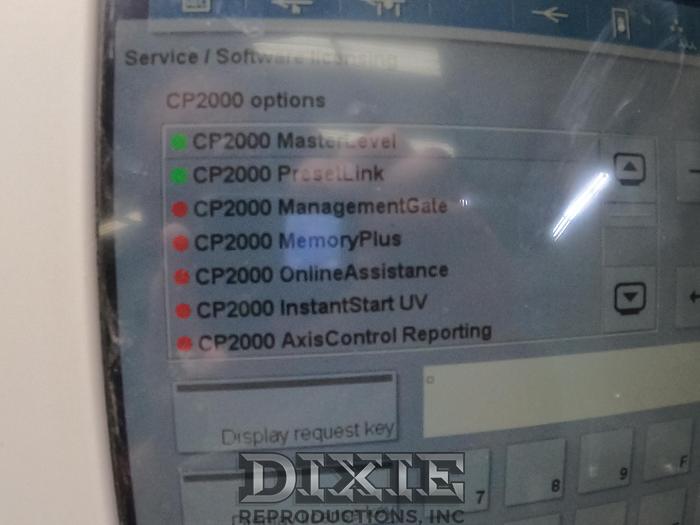 Service / Software licensing
CP2000 options
CP2000 MasterLevel
CP2000 PresetLink
CP2000 ManagementGate
CP2000 MemoryPlus
CP2000 OnlineAssistance
CP2000 InstantStart UV
CP2000 AxisControl Reporting
Display request key
7
8
9
F
DIXIE
REPRODUCTIONS, INC